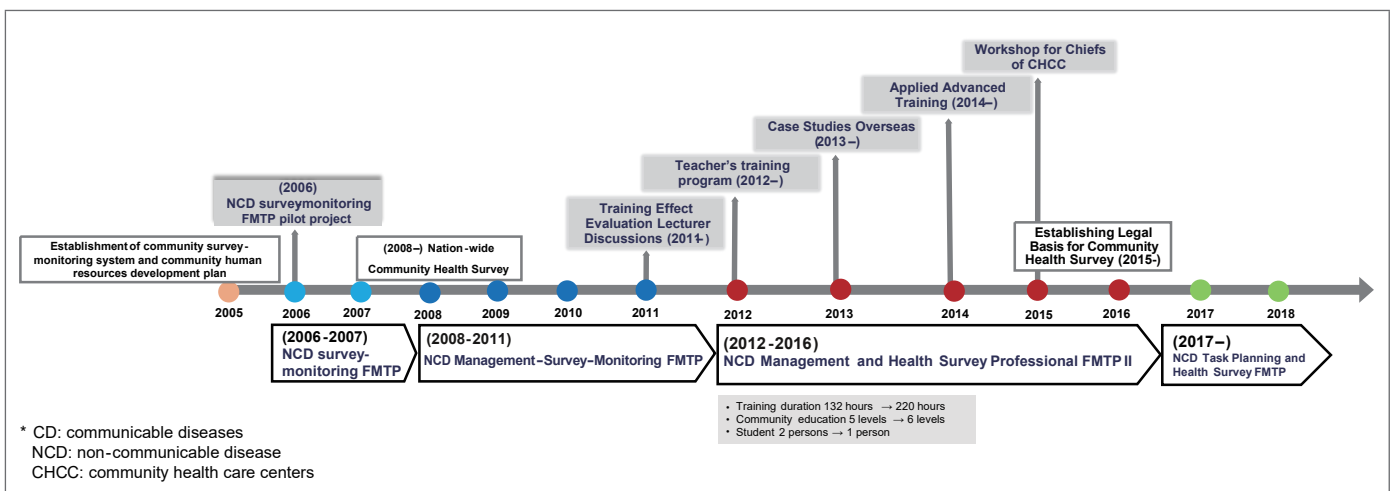 Workshop for Chiefs
of CHCC
Applied Advanced
Training (2014–)
Case Studies Overseas
(2013–)
Teacher's training
program (2012–)
Training Effect
Evaluation Lecturer
Discussions (2011-)
(2006)
NCD surveymonitoring
FMTP pilot project
Establishment of community survey-
monitoring system and community human
resources development plan
(2008–) Nation-wide
Community Health Survey
Establishing Legal
Basis for Community
Health Survey (2015-)
2005
2006
2007
2008
2009
2010
2011
2012
2013
2014
2015
2016
2017
2018
(2006-2007)
NCD survey-
monitoring FMTP
(2008-2011)
NCD Management–Survey–Monitoring FMTP
(2012-2016)
NCD Management and Health Survey Professional FMTP II
(2017–)
NCD Task Planning and
Health Survey FMTP
• Training duration 132 hours → 220 hours
• Community education 5 levels → 6 levels
• Student 2 persons → 1 person
* CD: communicable diseases
NCD: non-communicable disease
CHCC: community health care centers